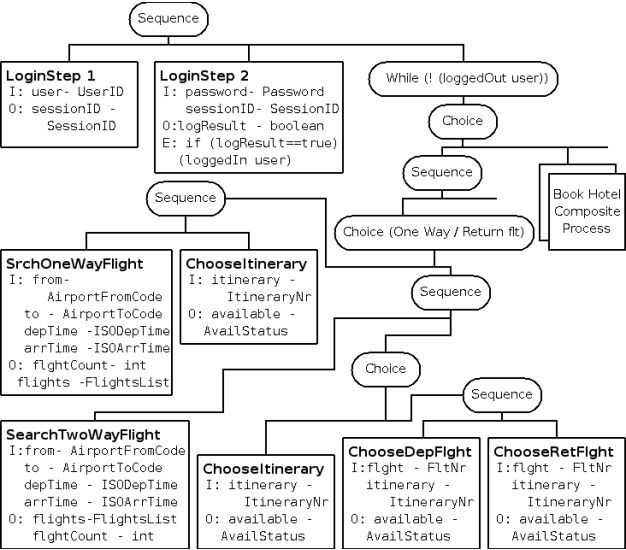 Sequence
LoginStep 1
I: user- UserID
O: sessionID -
SessionID
LoginStep 2
I: password- Password
sessionID- SessionID
O:logResult - boolean
E: if (logResult==true)
(loggedIn user)
While (! (loggedOut user))
Choice
Sequence
Book Hotel
Composite
Process
Choice (One Way / Return flt)
Sequence
SrchOneWayFlight
I: from-
AirportFromCode
to - AirportToCode
depTime -ISODepTime
arrTime -ISOArrTime
O: flghtCount- int
flights -FlightsList
ChooseItinerary
I: itinerary -
ItineraryNr
O: available -
AvailStatus
Sequence
Choice
Sequence
SearchTwoWayFlight
I:from- AirportFromCode
to - AirportToCode
depTime - ISODepTime
arrTime - ISOArrTime
O: flights-FlightsList
flghtCount - int
ChooseItinerary
I: itinerary -
ItineraryNr
O: available -
AvailStatus
ChooseDepFlght
I:flght - FltNr
itinerary -
ItineraryNr
O: available -
AvailStatus
ChooseRetFlght
I:flght - FltNr
itinerary -
ItineraryNr
O: available -
AvailStatus